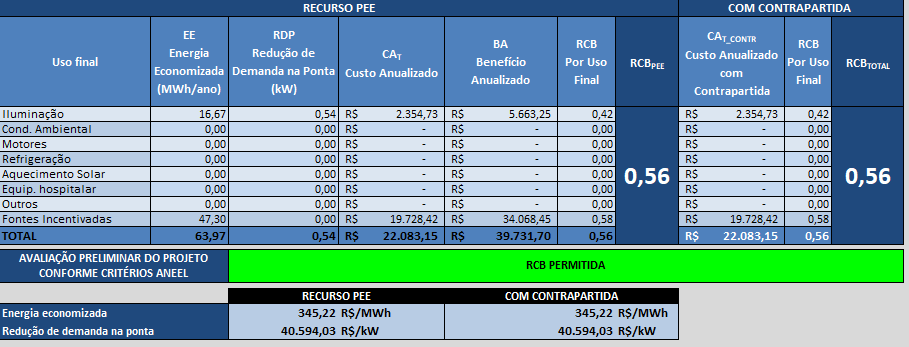 RECURSO PEE COM CONTRAPARTIDA
Uso final EE Energia Economizada (MWh/ano) RDP Redução de Demanda na Ponta (kW) CAT Custo Anualizado BA Benefício Anualizado RCB Por Uso Final RCBPEE CAT_CONTR Custo Anualizado com Contrapartida RCB Por Uso Final RCBTOTAL
Iluminação 16,67 0,54 R$ 2.354,73 R$ 5.663,25 0,42 R$ 2.354,73 0,42
Cond. Ambiental 0,00 0,00 R$ - R$ - 0,00 R$ - 0,00
Motores 0,00 0,00 R$ - R$ - 0,00 R$ - 0,00
Refrigeração 0,00 0,00 R$ - R$ - 0,00 R$ - 0,00
Aquecimento Solar 0,00 0,00 R$ - R$ - 0,00 0,56 R$ - 0,00 0,56
Equip. hospitalar 0,00 0,00 R$ - R$ - 0,00 R$ - 0,00
Outros 0,00 0,00 R$ - R$ - 0,00 R$ - 0,00
Fontes Incentivadas 47,30 0,00 R$ 19.728,42 R$ 34.068,45 0,58 R$ 19.728,42 0,58
TOTAL 63,97 0,54 R$ 22.083,15 R$ 39.731,70 0,56 R$ 22.083,15 0,56
AVALIAÇÃO PRELIMINAR DO PROJETO
CONFORME CRITÉRIOS ANEEL
RCB PERMITIDA
RECURSO PEE COM CONTRAPARTIDA
Energia economizada 345,22 R$/MWh 345,22 R$/MWh
Redução de demanda na ponta 40.594,03 R$/kW 40.594,03 R$/kW